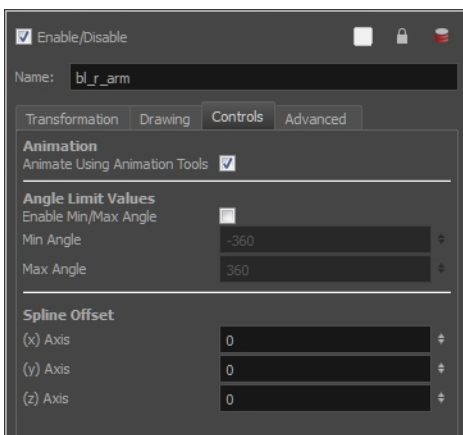 Enable/Disable
Name: bl_r_arm
Transformation Drawing Controls Advanced
Animation
Animate Using Animation Tools
Angle Limit Values
Enable Min/Max Angle
Min Angle -360
Max Angle 360
Spline Offset
(x) Axis 0
(y) Axis 0
(z) Axis 0